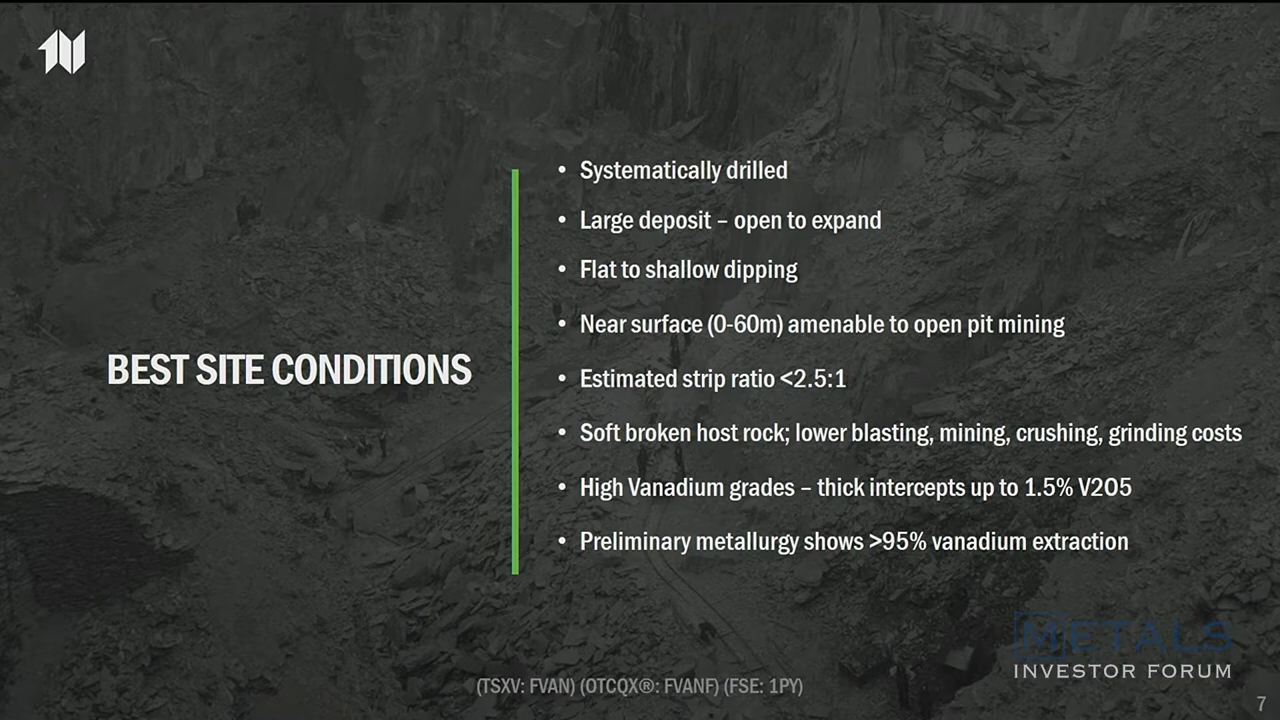 BEST SITE CONDITIONS
• Systematically drilled
• Large deposit – open to expand
• Flat to shallow dipping
• Near surface (0-60m) amenable to open pit mining
• Estimated strip ratio <2.5:1
• Soft broken host rock; lower blasting, mining, crushing, grinding costs
• High Vanadium grades – thick intercepts up to 1.5% V2O5
• Preliminary metallurgy shows >95% vanadium extraction
METALS
INVESTOR FORUM
(TSXV: FVAN) (OTCQX®: FVANF) (FSE: 1PY)
7